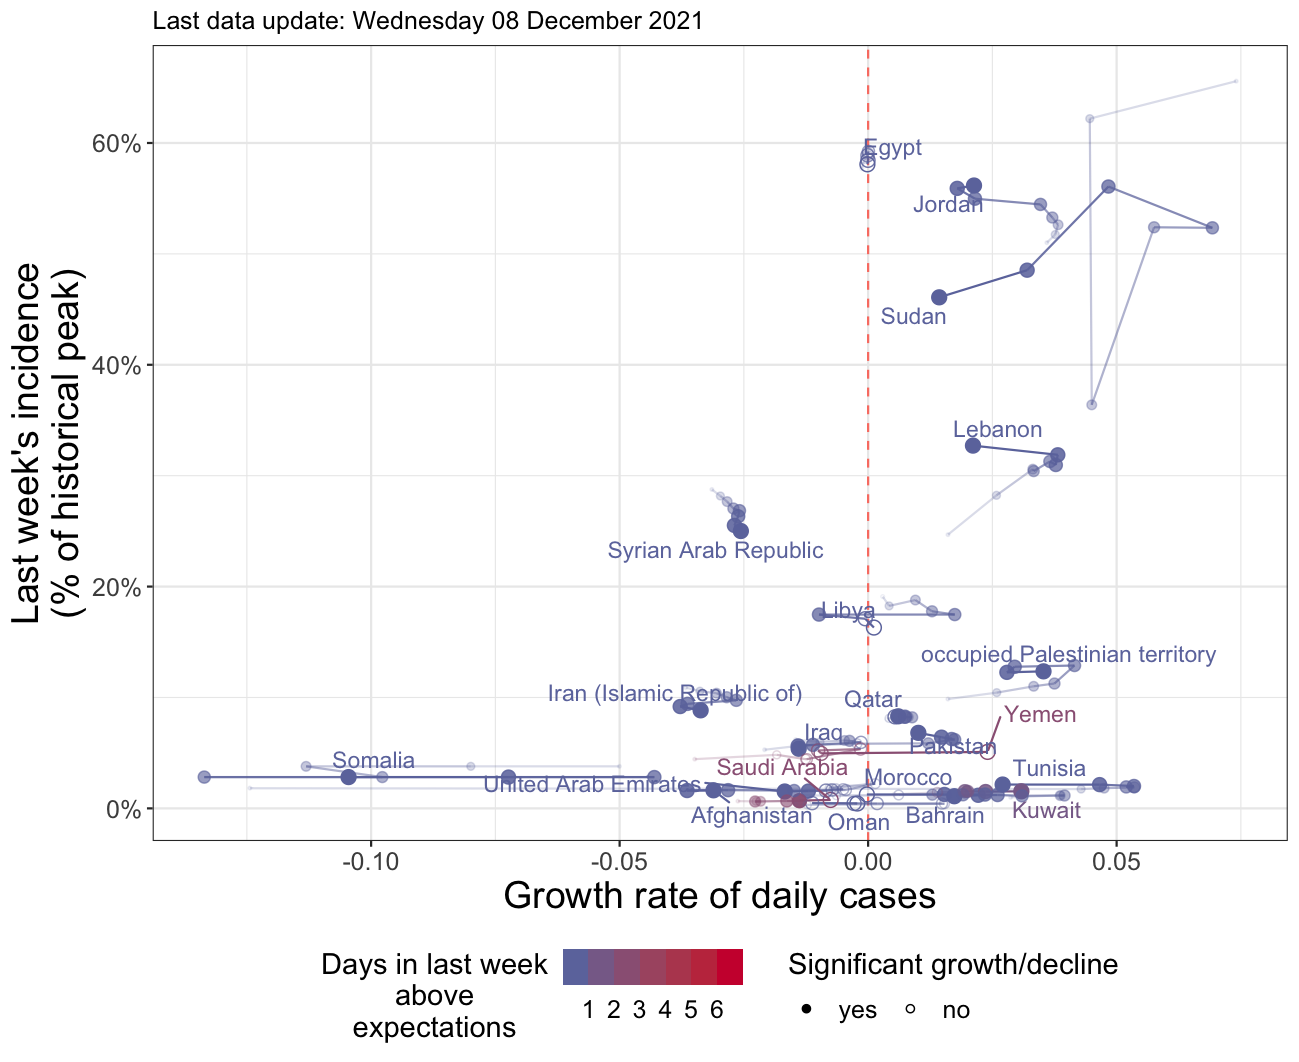 Last data update: Wednesday 08 December 2021
Last week's incidence
(% of historical peak)
60%
40%
20%
0%
Egypt
Jordan
Sudan
Lebanon
Syrian Arab Republic
Libya
occupied Palestinian territory
Iran (Islamic Republic of)
Qatar
Yemen
Iraq
Pakistan
Somalia
Saudi Arabia
Tunisia
United Arab Emirates
Morocco
Afghanistan
Oman
Bahrain
Kuwait
-0.10
-0.05
0.00
0.05
Growth rate of daily cases
Days in last week
above
expectations
1 2 3 4 5 6
Significant growth/decline
yes
no